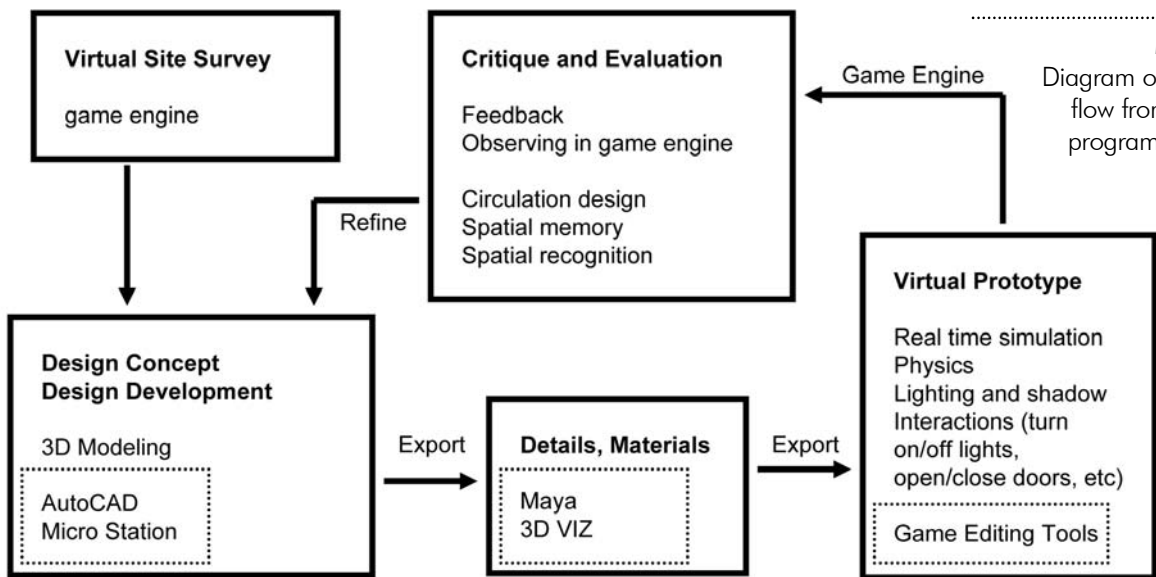 Virtual Site Survey
game engine
Critique and Evaluation
Feedback
Observing in game engine
Circulation design
Spatial memory
Spatial recognition
Game Engine
Diagram o
flow fror
program
Refine
Design Concept
Design Development
3D Modeling
AutoCAD
Micro Station
Export
Details, Materials
Maya
3D VIZ
Export
Virtual Prototype
Real time simulation
Physics
Lighting and shadow
Interactions (turn
on/off lights,
open/close doors, etc)
Game Editing Tools